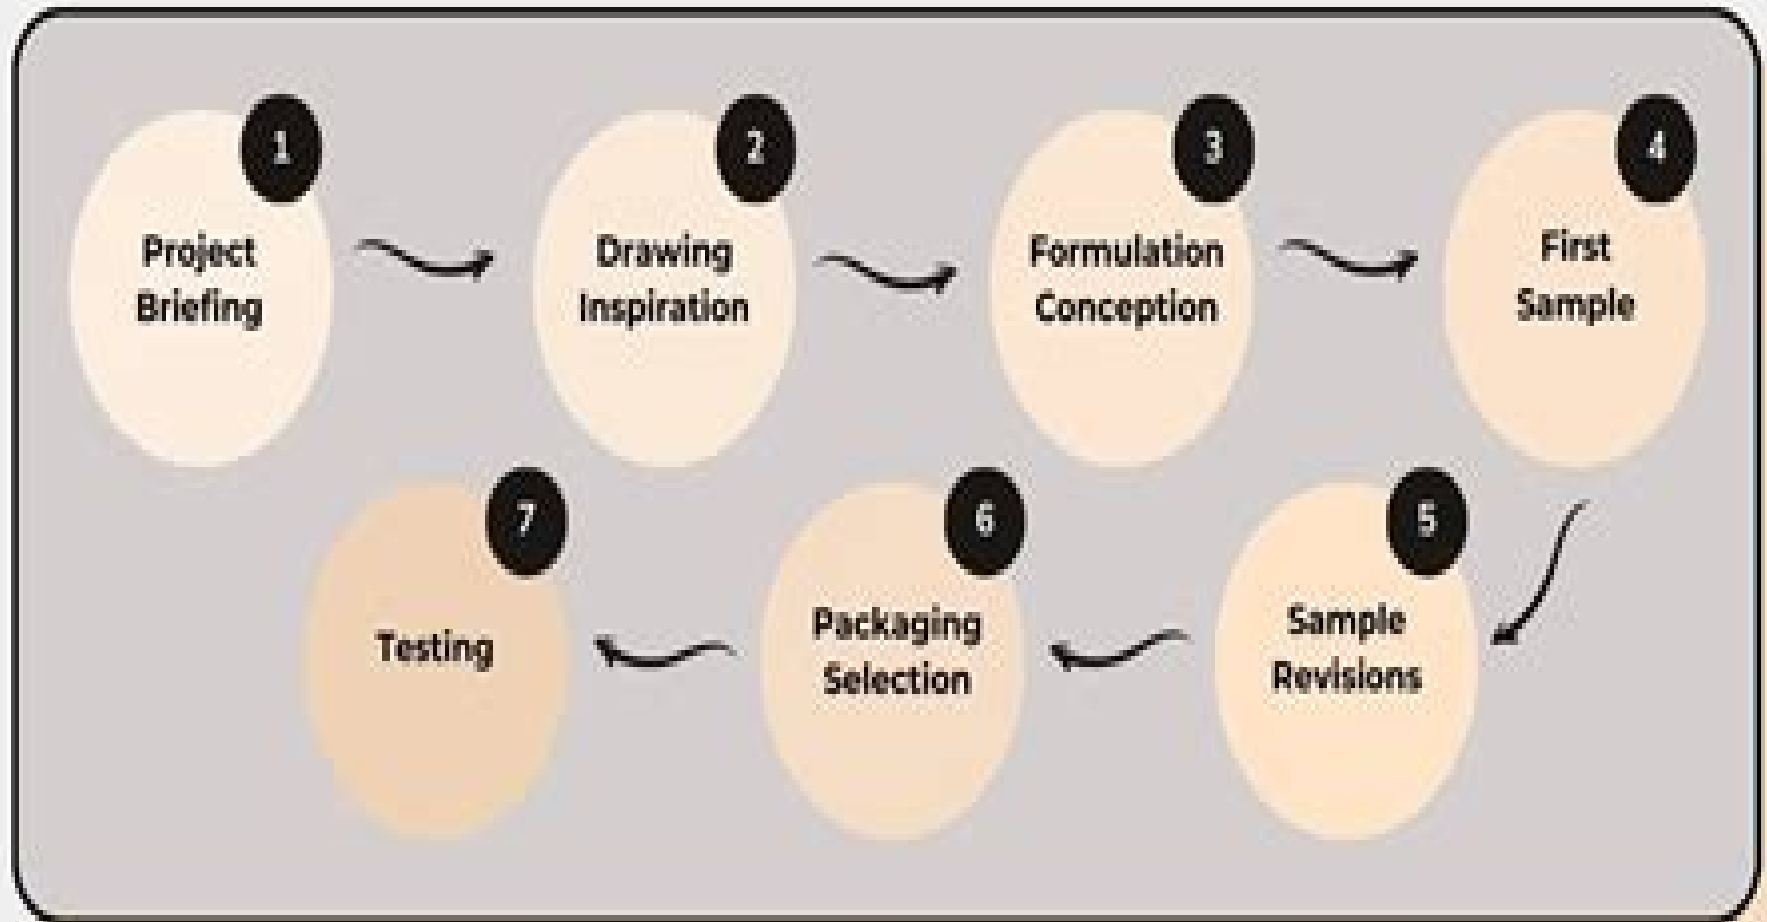 1
Project
Briefing
2
Drawing
Inspiration
3
Formulation
Conception
4
First
Sample
5
Sample
Revisions
6
Packaging
Selection
7
Testing